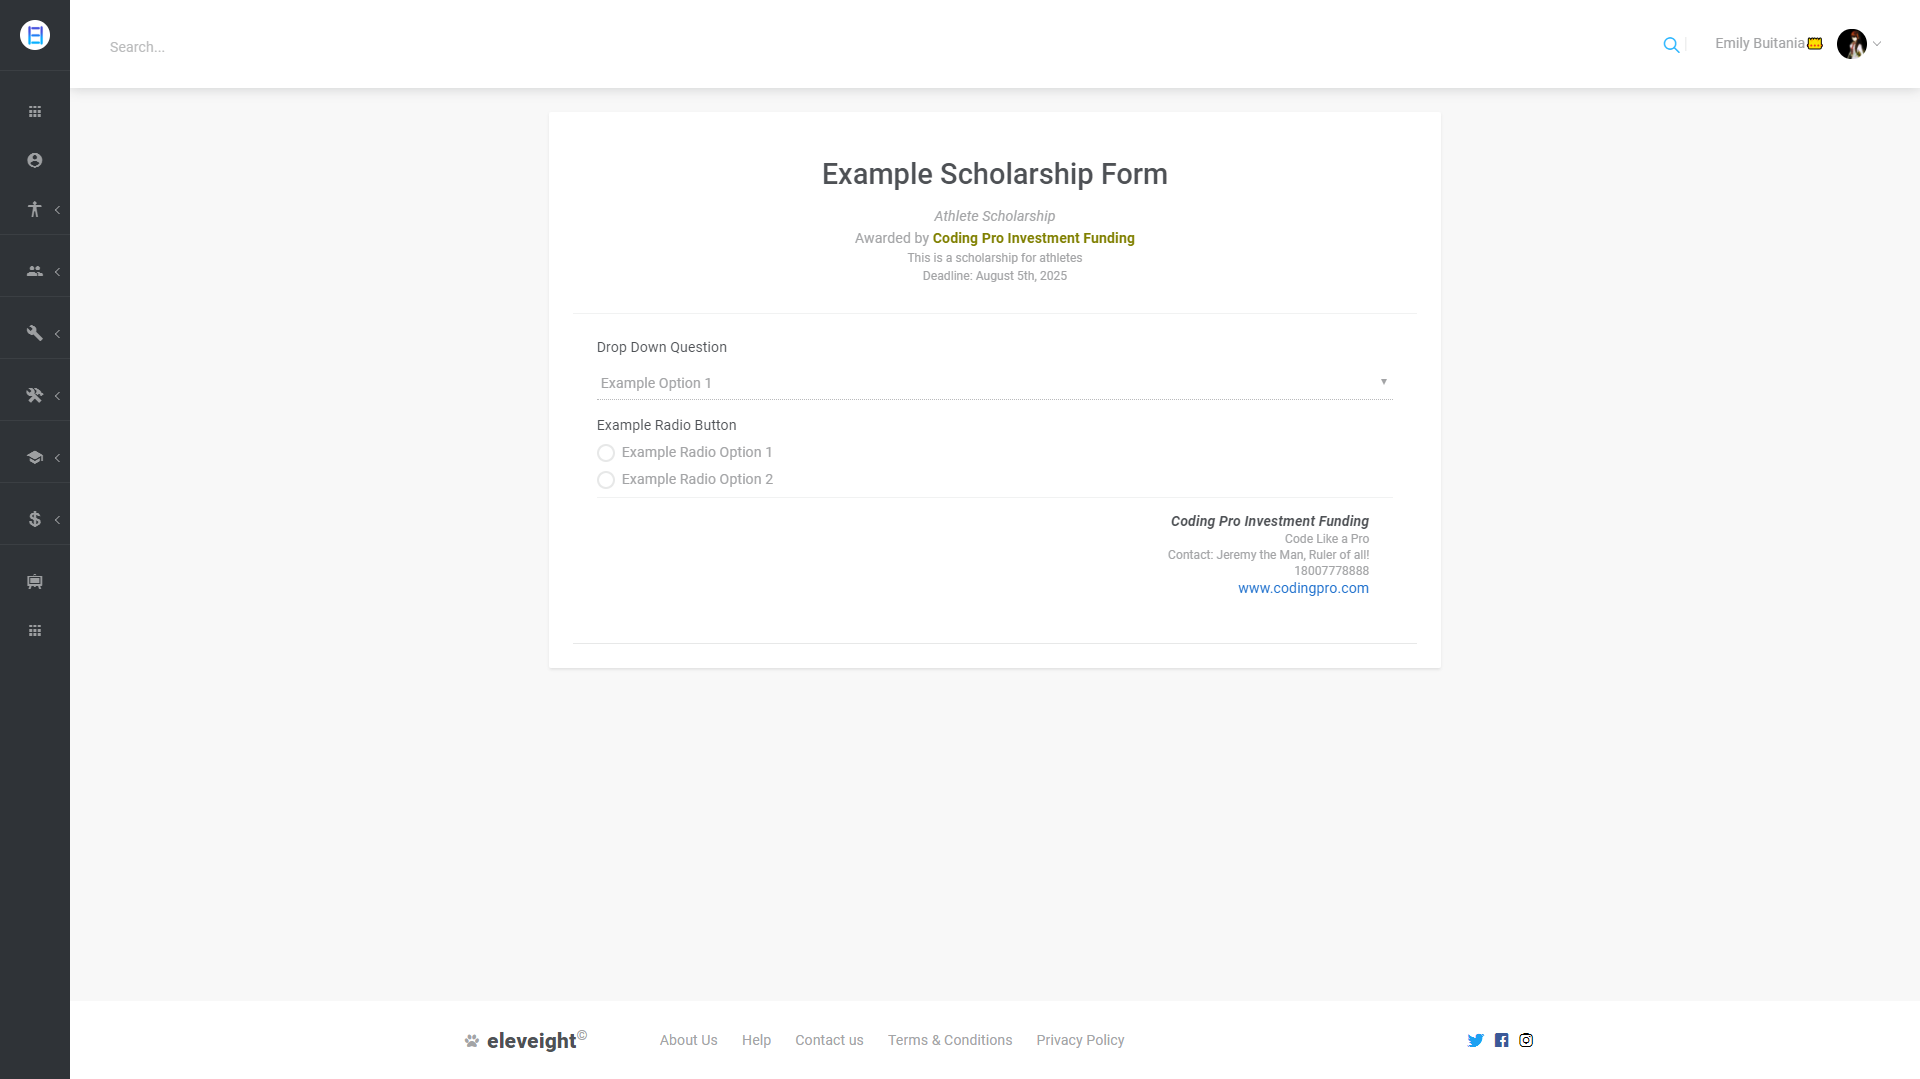 Search...
Emily Buitania
Example Scholarship Form
Athlete Scholarship
Awarded by Coding Pro Investment Funding
This is a scholarship for athletes
Deadline: August 5th, 2025
Drop Down Question
Example Option 1
Example Radio Button
Example Radio Option 1
Example Radio Option 2
Coding Pro Investment Funding
Code Like a Pro
Contact: Jeremy the Man, Ruler of all!
18007778888
www.codingpro.com
eleveight©
About Us
Help
Contact us
Terms & Conditions
Privacy Policy